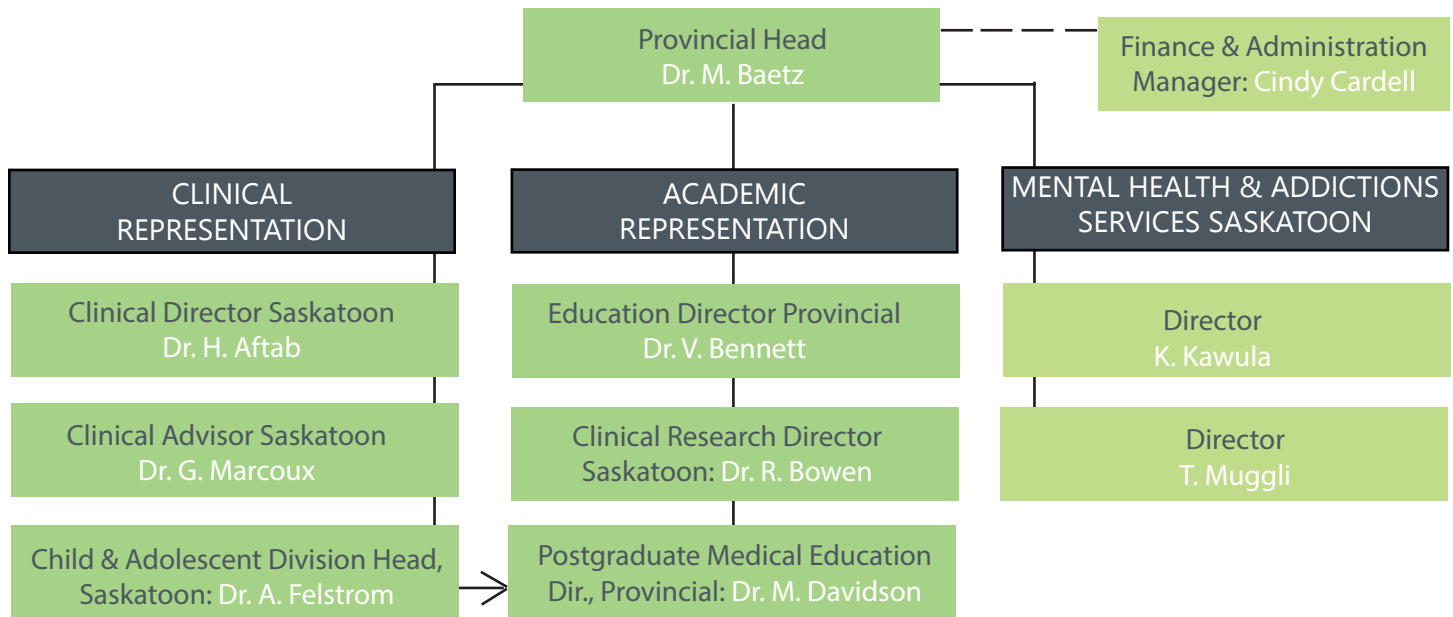 Provincial Head
Dr. M. Baetz
Finance & Administration
Manager: Cindy Cardell
CLINICAL
REPRESENTATION
Clinical Director Saskatoon
Dr. H. Aftab
Clinical Advisor Saskatoon
Dr. G. Marcoux
Child & Adolescent Division Head,
Saskatoon: Dr. A. Felstrom
ACADEMIC
REPRESENTATION
Education Director Provincial
Dr. V. Bennett
Clinical Research Director
Saskatoon: Dr. R. Bowen
Postgraduate Medical Education
Dir., Provincial: Dr. M. Davidson
MENTAL HEALTH & ADDICTIONS
SERVICES SASKATOON
Director
K. Kawula
Director
T. Muggli